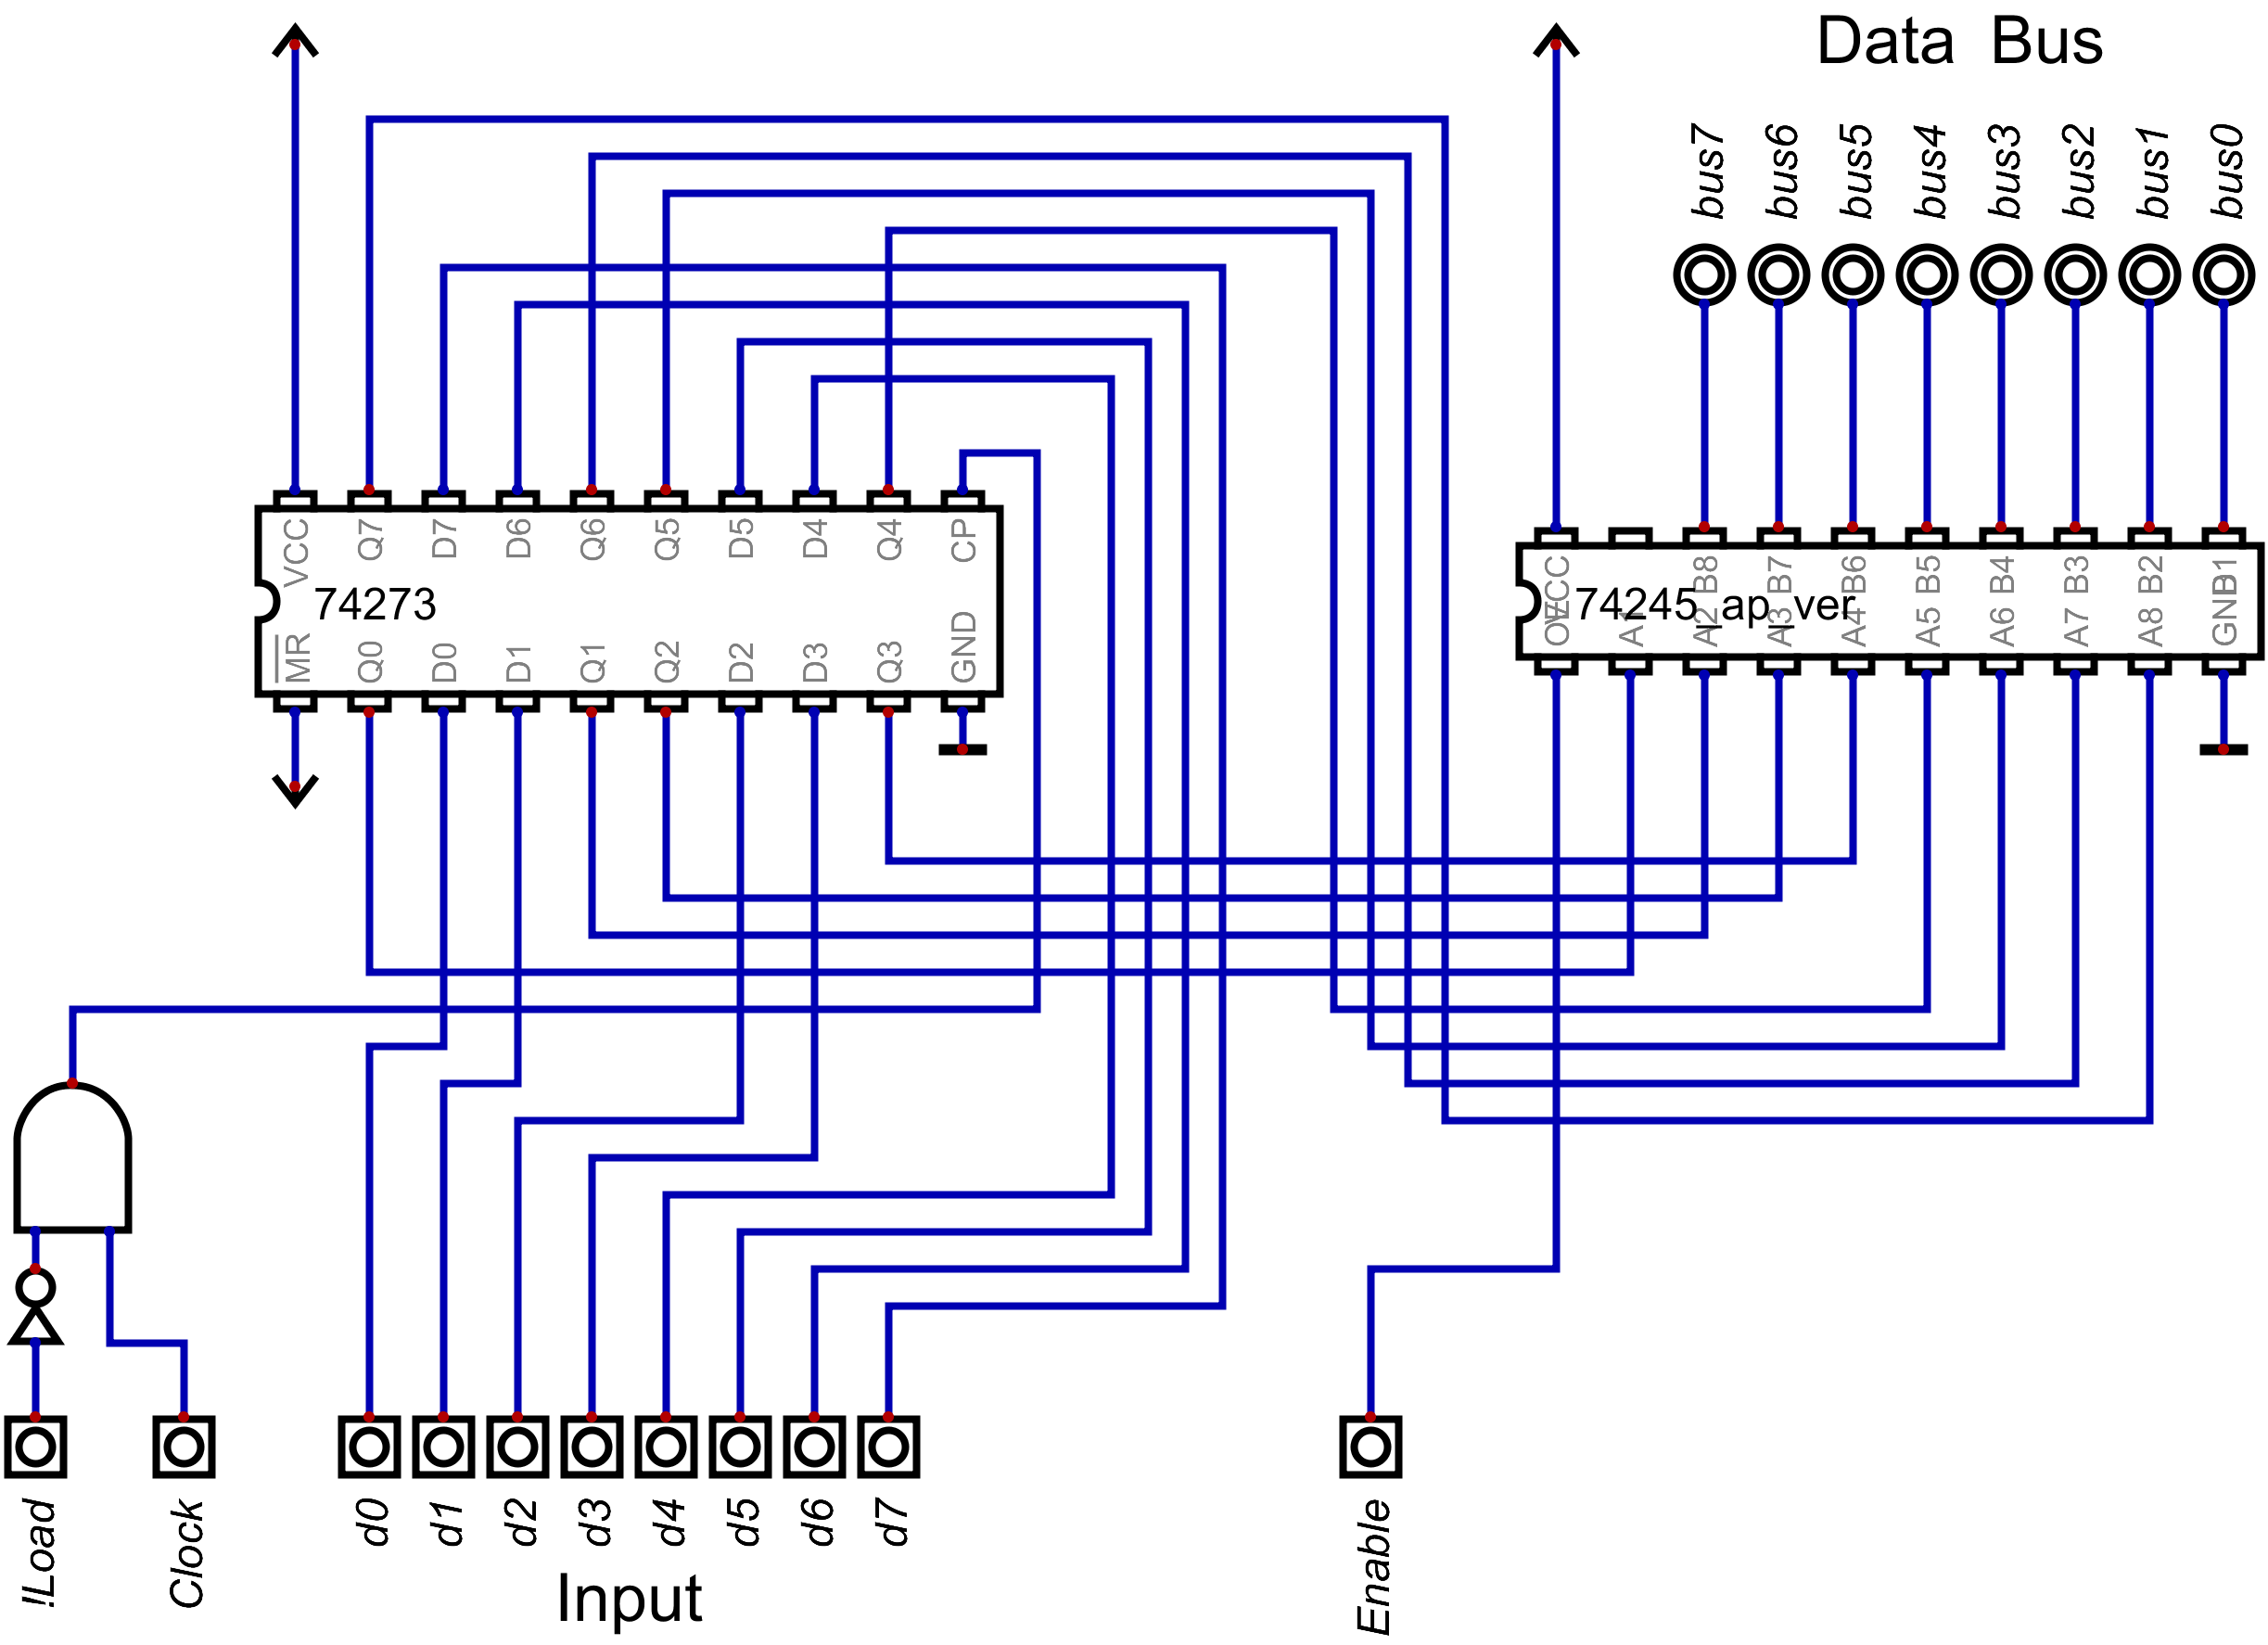 Data Bus
bus7
bus6
bus5
bus4
bus3
bus2
bus1
bus0
VCC
Q7
D7
D6
Q6
Q5
D5
D4
Q4
CP
74273
MR
Q0
D0
D1
Q1
Q2
D2
D3
Q3
GND
VCC
B8
B7
B6
B5
B4
B3
B2
B1
74245_ap_ver
OE
A1
A2
A3
A4
A5
A6
A7
A8
GND
!Load
Clock
d0
d1
d2
d3
d4
d5
d6
d7
Enable
Input